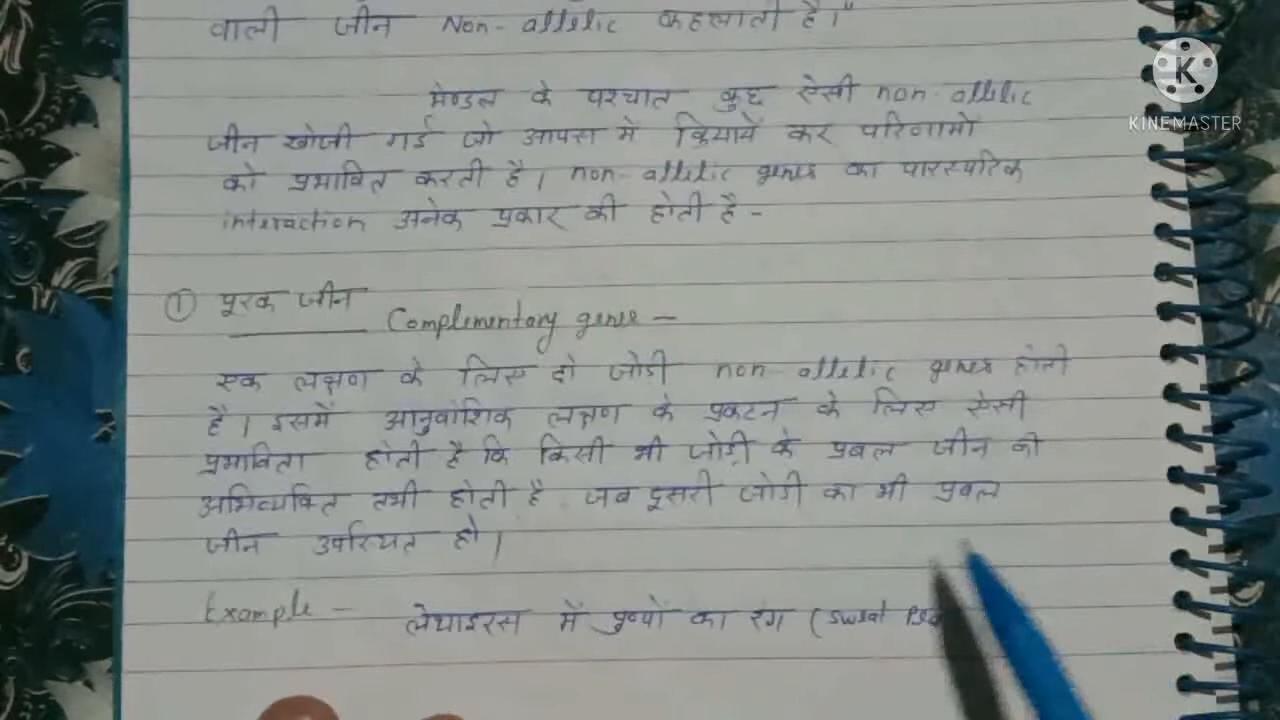 वाली जीन Non-allelic कहलाती है।"
मेण्डल के पश्चात कुछ ऐसी non-allelic
जीन खोजी गई जो आपस में क्रियायें कर परिणामों
को प्रभावित करती है। non-allelic genes का पारस्परिक
interaction अनेक प्रकार की होती है -
① पूरक जीन
Complementary genes —
एक लक्षण के लिए दो जोडी non-allelic genes होती
है। इसमें आनुवांशिक लक्षण के प्रकटन के लिए ऐसी
प्रभाविता होती है कि किसी भी जोड़ी के प्रबल जीन की
अभिव्यक्ति तभी होती है जब दूसरी जोडी का भी प्रबल
जीन उपस्थित हो।
Example — लेथाइरस में पुष्पों का रंग (sweat
KINEMASTER